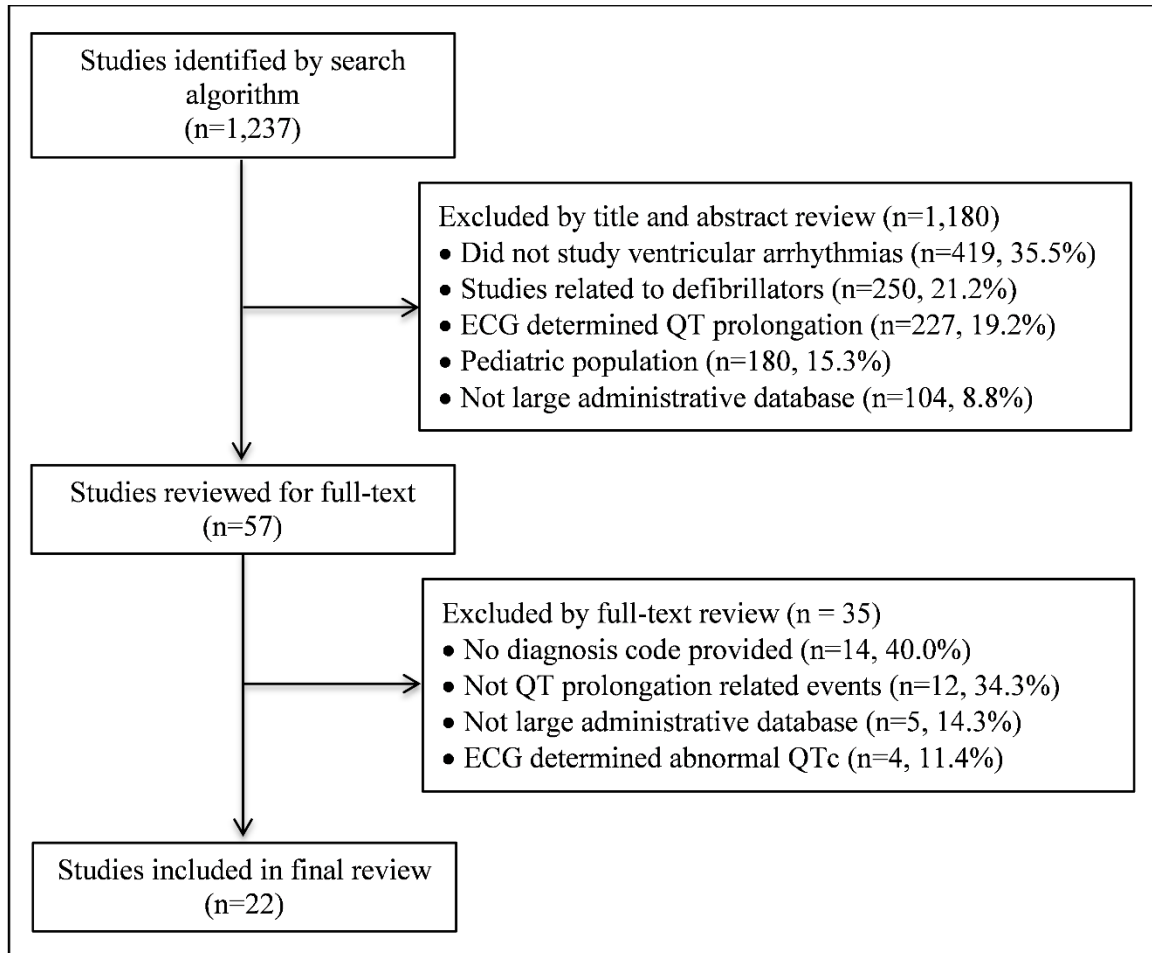 Studies identified by search
algorithm
(n=1,237)
Excluded by title and abstract review (n=1,180)
• Did not study ventricular arrhythmias (n=419, 35.5%)
• Studies related to defibrillators (n=250, 21.2%)
• ECG determined QT prolongation (n=227, 19.2%)
• Pediatric population (n=180, 15.3%)
• Not large administrative database (n=104, 8.8%)
Studies reviewed for full-text
(n=57)
Excluded by full-text review (n = 35)
• No diagnosis code provided (n=14, 40.0%)
• Not QT prolongation related events (n=12, 34.3%)
• Not large administrative database (n=5, 14.3%)
• ECG determined abnormal QTc (n=4, 11.4%)
Studies included in final review
(n=22)